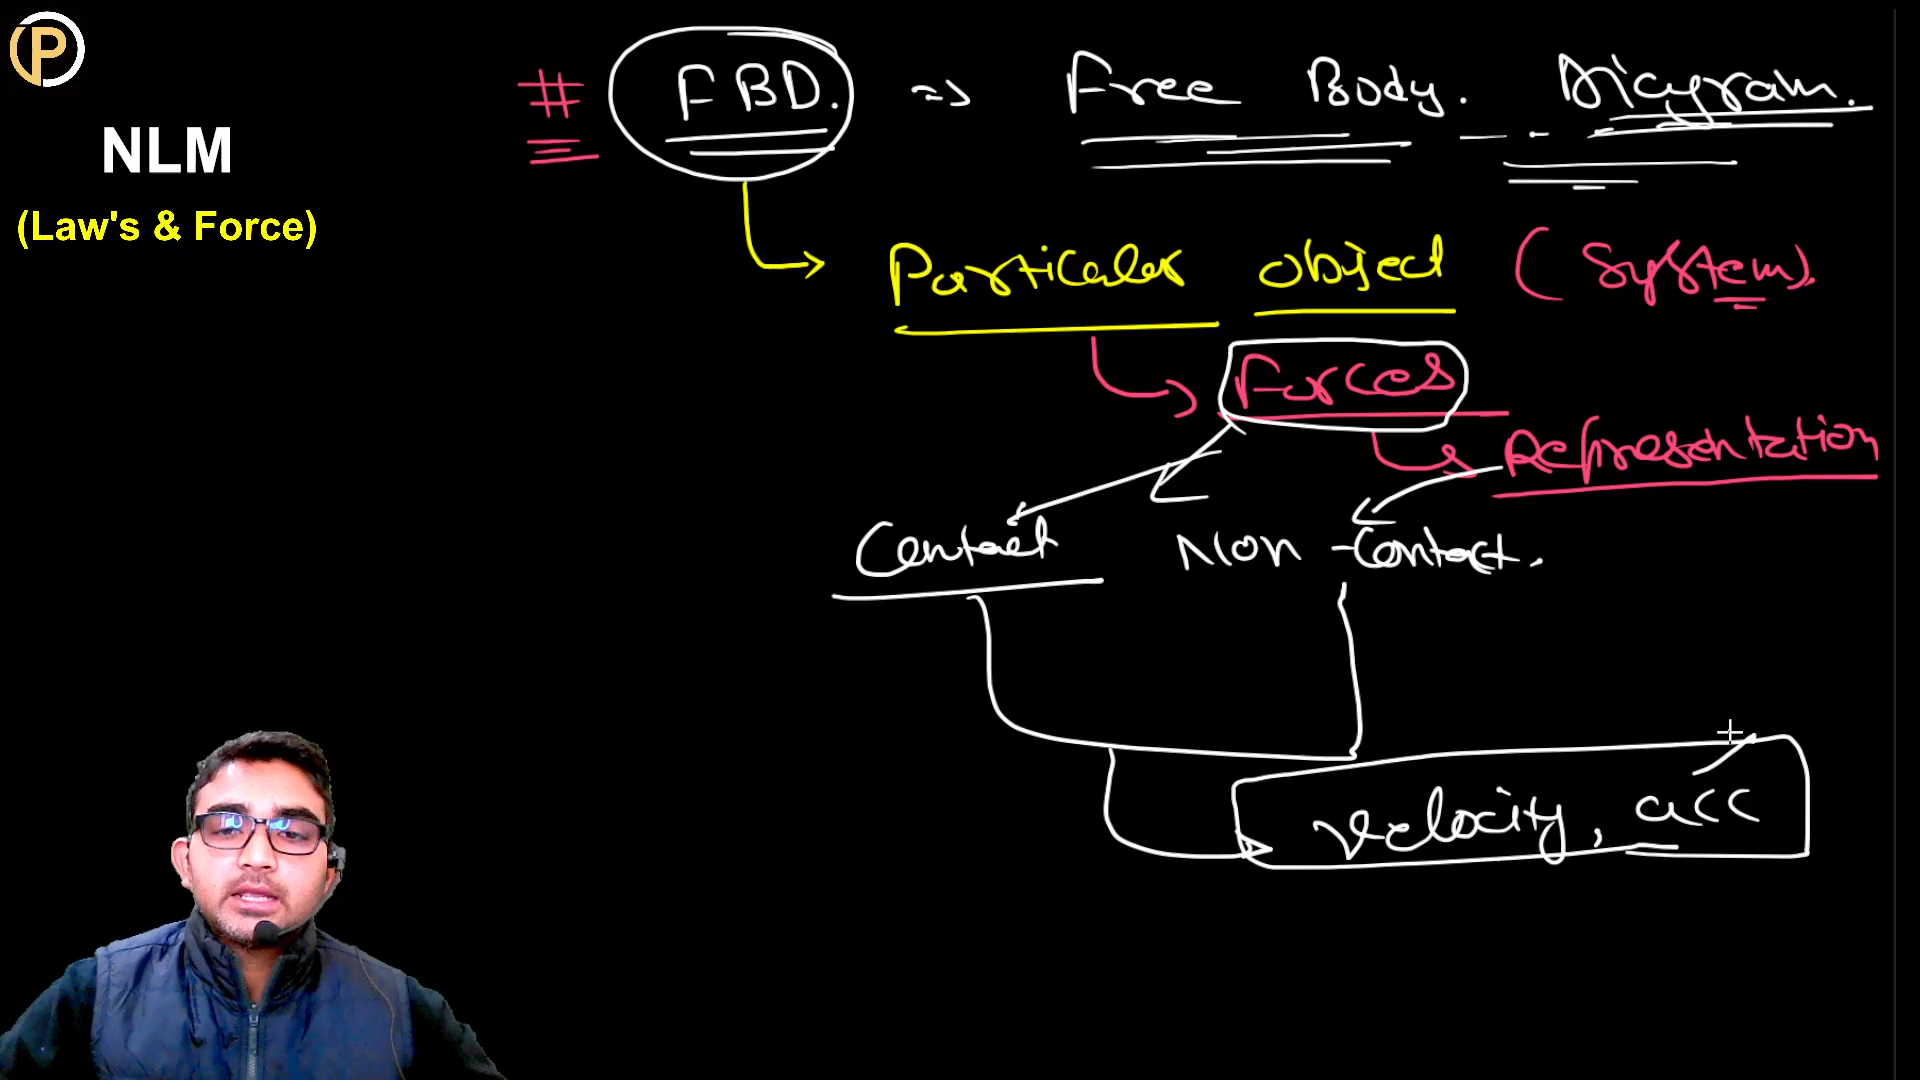 P
NLM
(Law's & Force)
# FBD. => Free Body. Diagram.
Particular object (System).
Forces
Representation
Contact Non-Contact.
velocity, acc